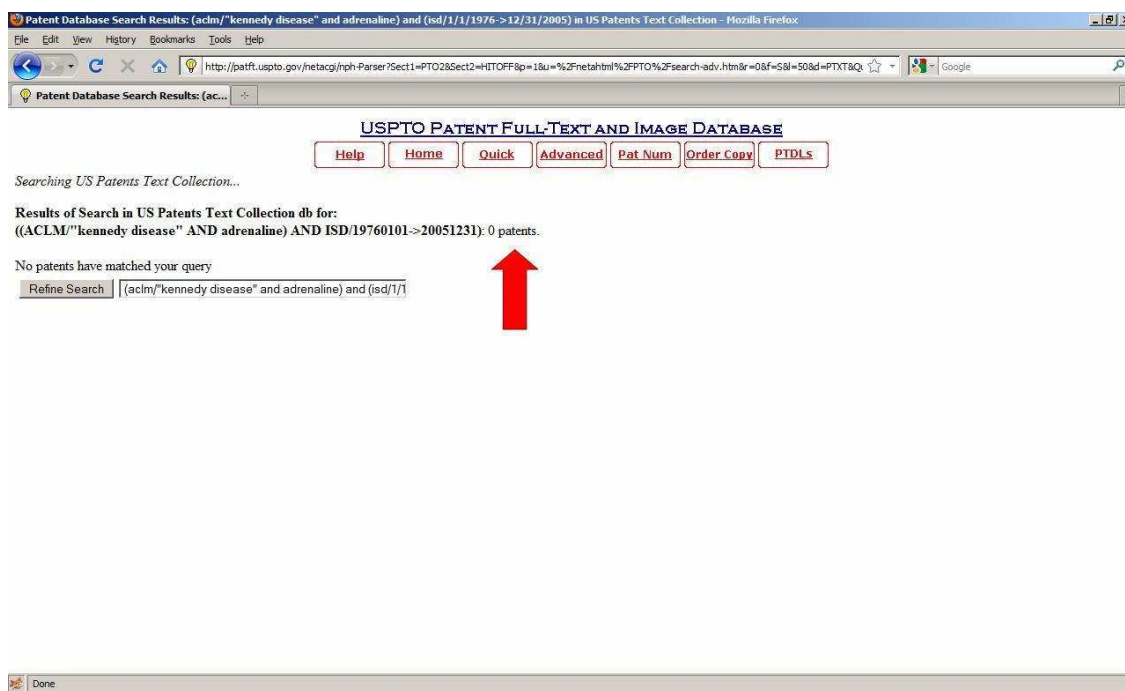 Patent Database Search Results: (aclm/"kennedy disease" and adrenaline) and (isd/1/1/1976->12/31/2005) in US Patents Text Collection - Mozilla Firefox
File Edit View History Bookmarks Tools Help
http://patft.uspto.gov/netacgi/nph-Parser?Sect1=PTO2&Sect2=HITOFF&p=1&u=%2Fnetahtml%2FPTO%2Fsearch-adv.htm&r=0&f=S&l=50&d=PTXT&Q Google
Patent Database Search Results: (ac...
USPTO PATENT FULL-TEXT AND IMAGE DATABASE
Help Home Quick Advanced Pat Num Order Copy PTDLs
Searching US Patents Text Collection...
Results of Search in US Patents Text Collection db for:
((ACLM/"kennedy disease" AND adrenaline) AND ISD/19760101->20051231): 0 patents.
No patents have matched your query
Refine Search (aclm/"kennedy disease" and adrenaline) and (isd/1/1
Done